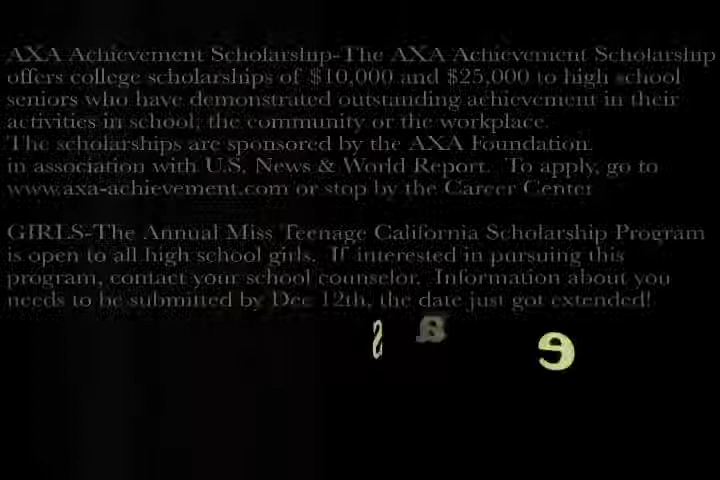 AXA Achievement Scholarship-The AXA Achievement Scholarship
offers college scholarships of $10,000 and $25,000 to high school
seniors who have demonstrated outstanding achievement in their
activities in school, the community or the workplace.
The scholarships are sponsored by the AXA Foundation.
in association with U.S. News & World Report. To apply, go to
www.axa-achievement.com or stop by the Career Center
GIRLS-The Annual Miss Teenage California Scholarship Program
is open to all high school girls. If interested in pursuing this
program, contact your school counselor. Information about you
needs to be submitted by Dec 12th, the date just got extended!
s a e